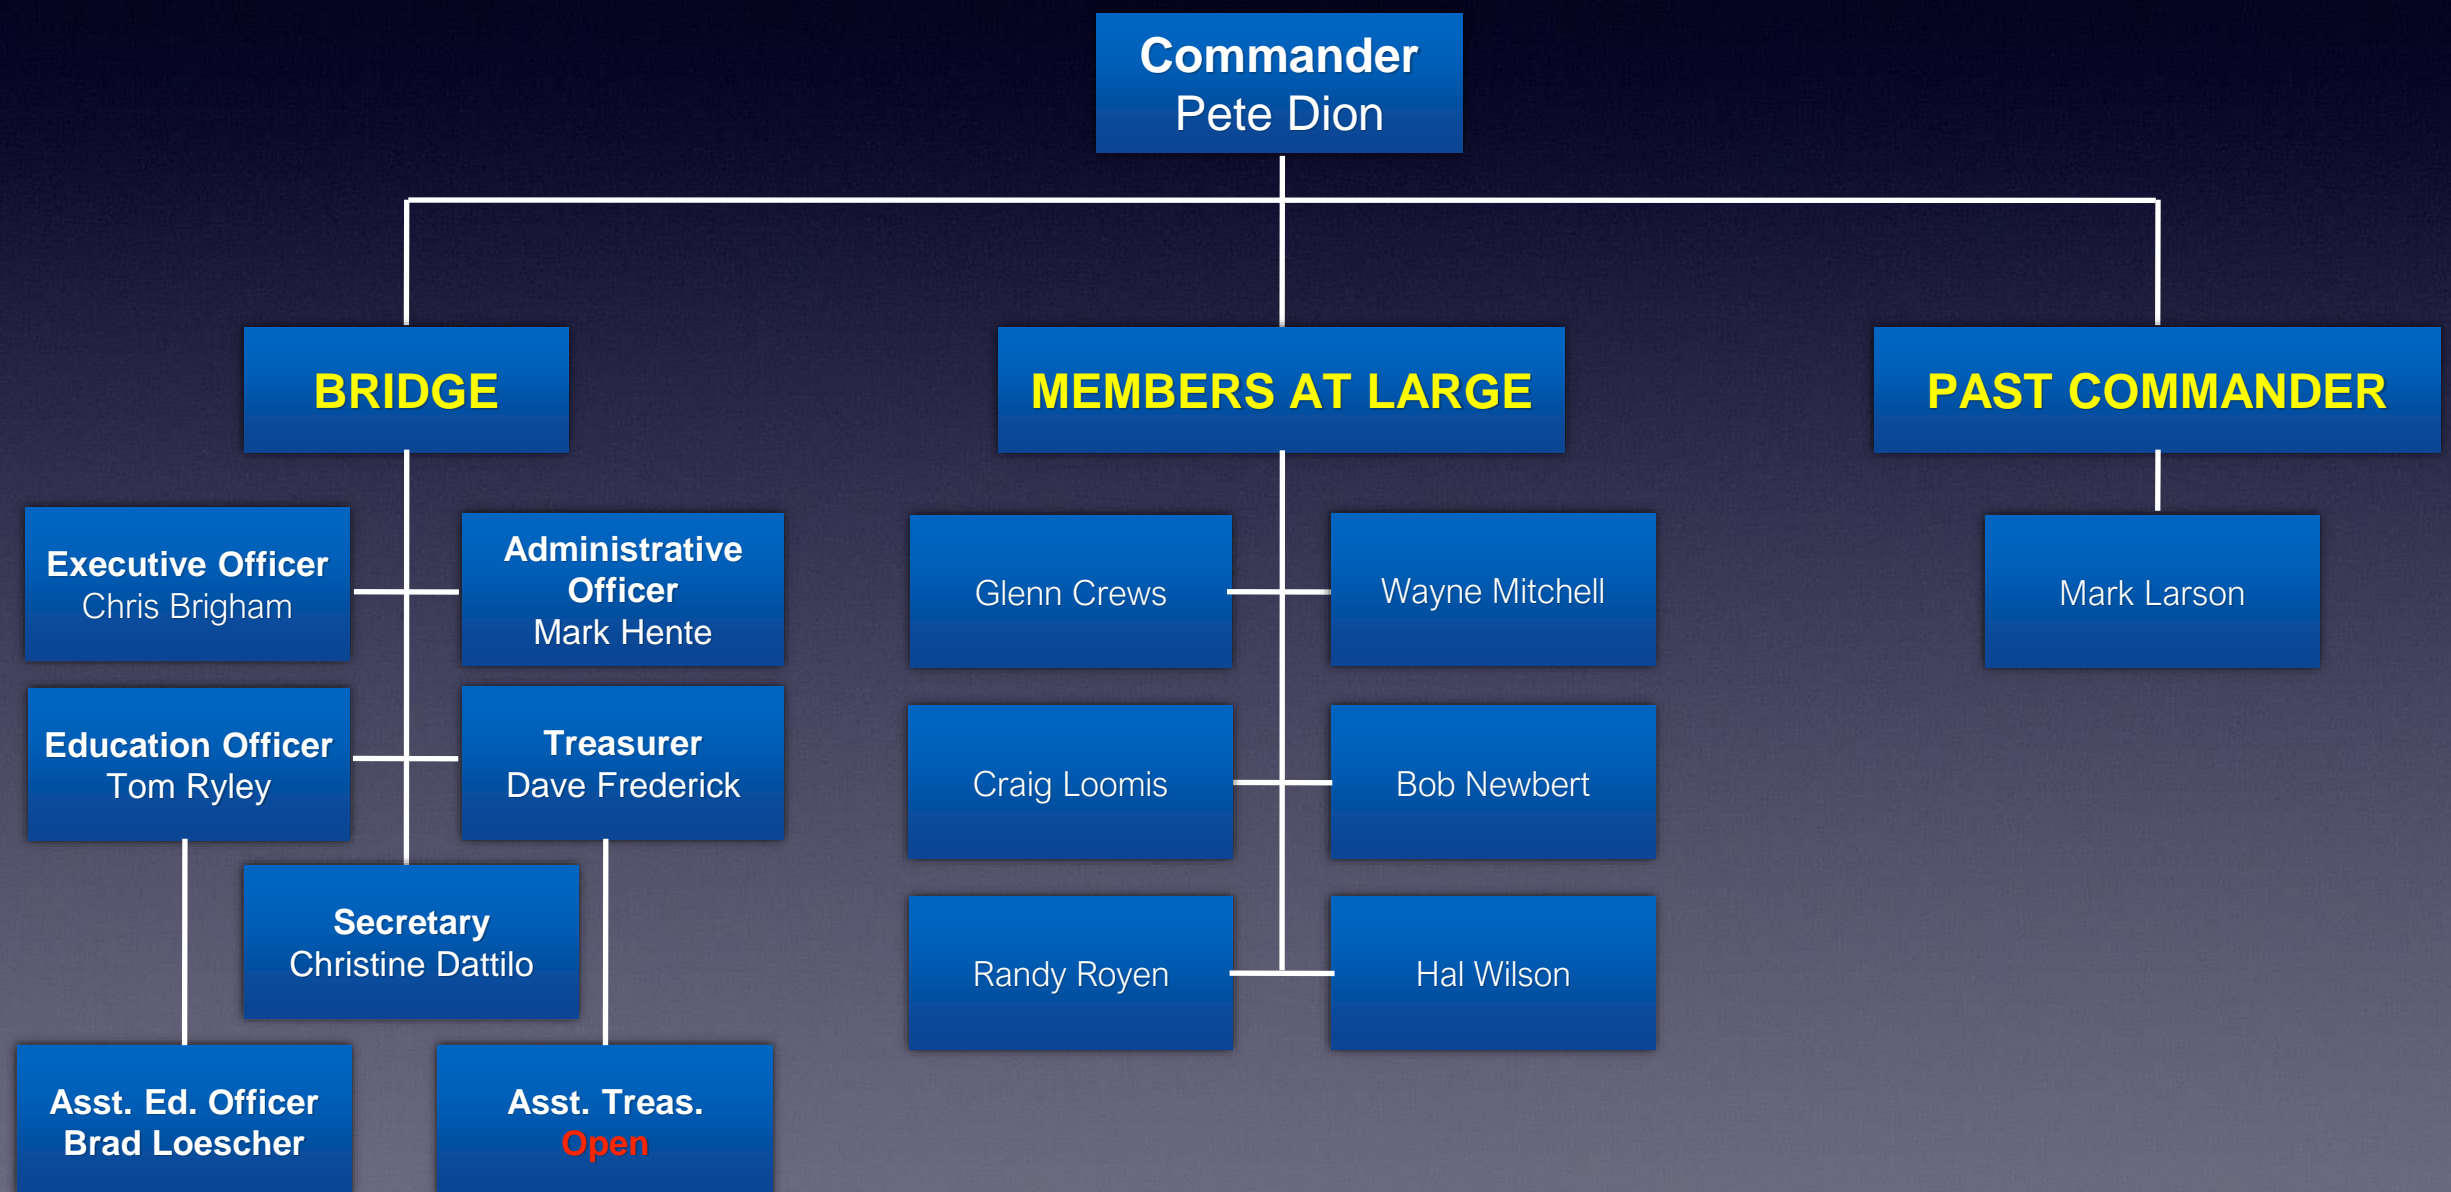 Commander
Pete Dion
BRIDGE
MEMBERS AT LARGE
PAST COMMANDER
Executive Officer
Chris Brigham
Administrative
Officer
Mark Hente
Glenn Crews
Wayne Mitchell
Mark Larson
Education Officer
Tom Ryley
Treasurer
Dave Frederick
Craig Loomis
Bob Newbert
Secretary
Christine Dattilo
Randy Royen
Hal Wilson
Asst. Ed. Officer
Brad Loescher
Asst. Treas.
Open